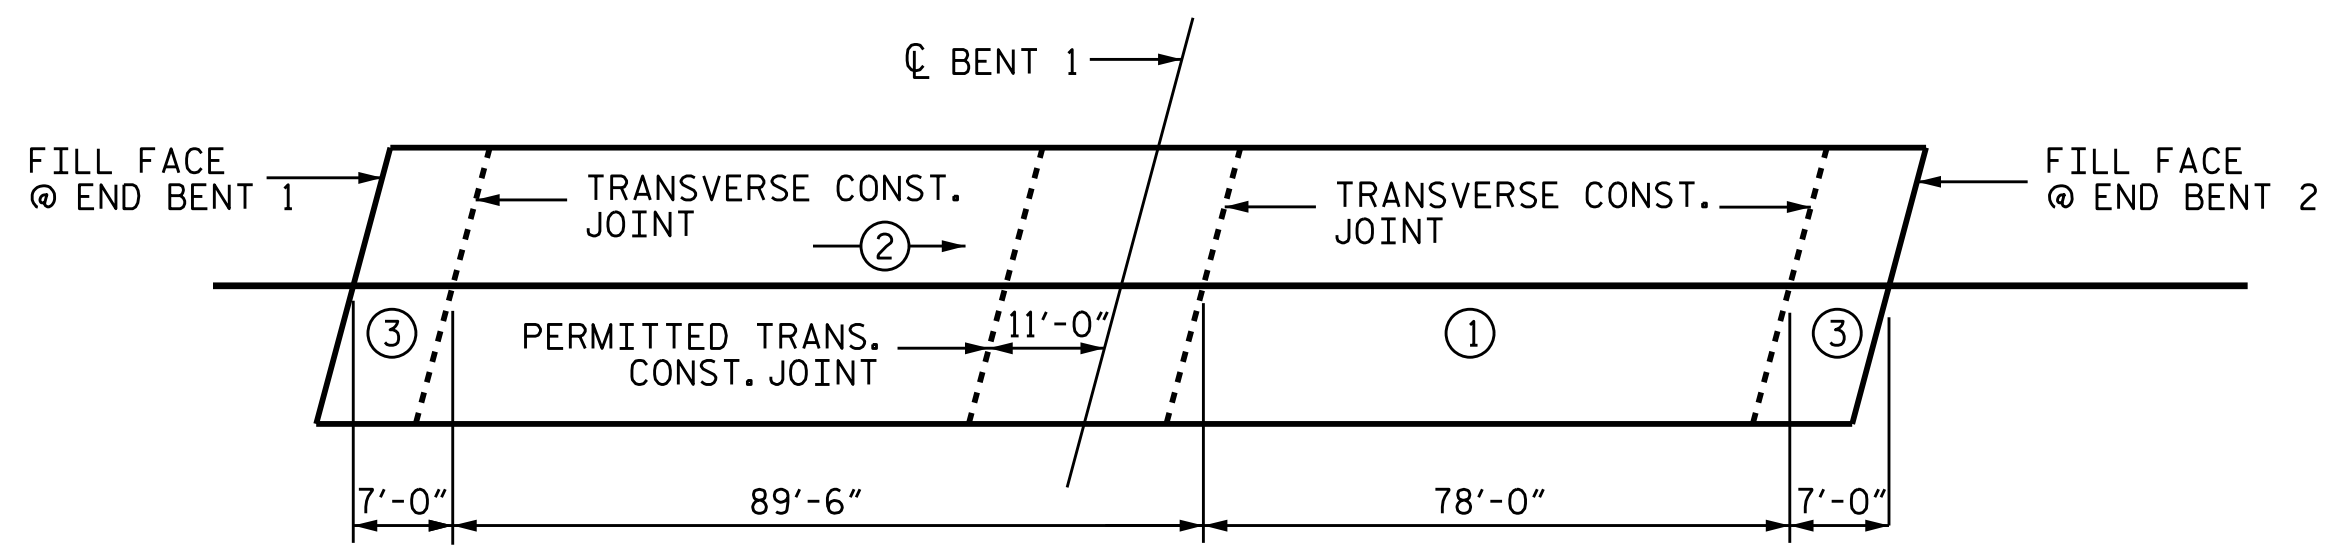 ℄ BENT 1
FILL FACE
@ END BENT 1
TRANSVERSE CONST.
JOINT
2
TRANSVERSE CONST.
JOINT
FILL FACE
@ END BENT 2
3
PERMITTED TRANS.
CONST. JOINT
11'-0"
1
3
7'-0"
89'-6"
78'-0"
7'-0"